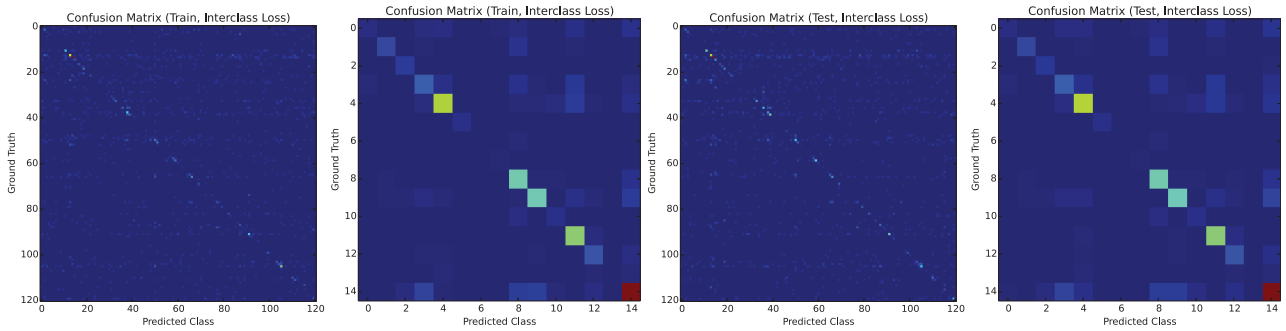 Confusion Matrix (Train, Interclass Loss)
0
20
40
60
80
100
120
Ground Truth
0 20 40 60 80 100 120
Predicted Class
Confusion Matrix (Train, Interclass Loss)
0
2
4
6
8
10
12
14
Ground Truth
0 2 4 6 8 10 12 14
Predicted Class
Confusion Matrix (Test, Interclass Loss)
0
20
40
60
80
100
120
Ground Truth
0 20 40 60 80 100 120
Predicted Class
Confusion Matrix (Test, Interclass Loss)
0
2
4
6
8
10
12
14
Ground Truth
0 2 4 6 8 10 12 14
Predicted Class